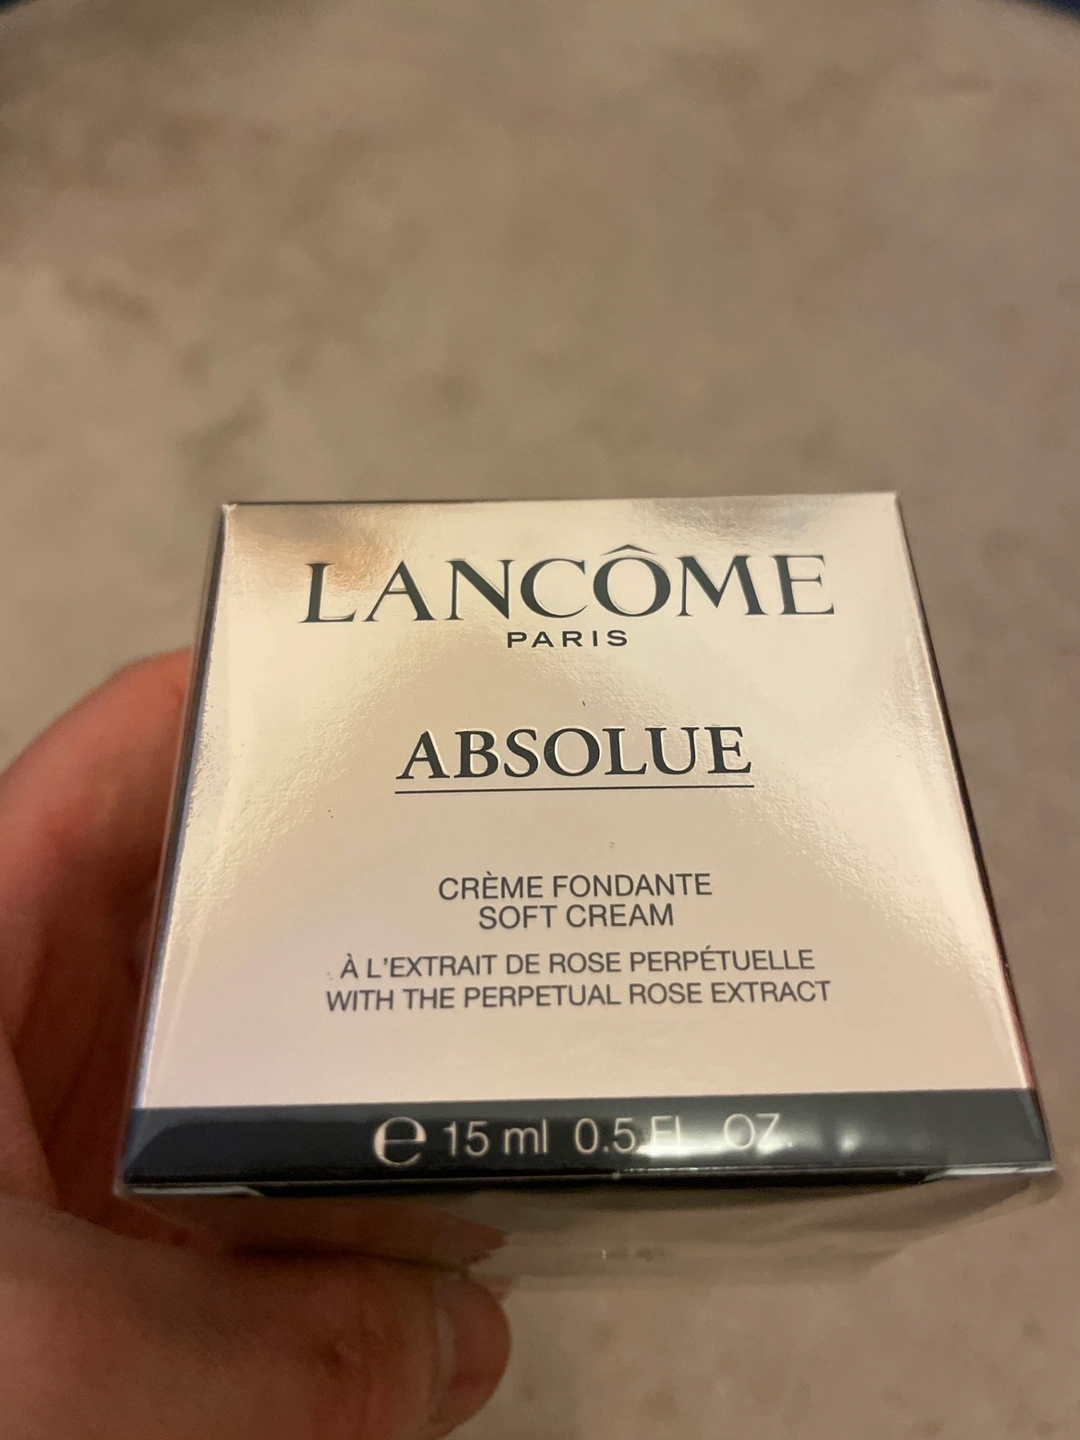 LANCÔME
PARIS
ABSOLUE
CRÈME FONDANTE
SOFT CREAM
À L'EXTRAIT DE ROSE PERPÉTUELLE
WITH THE PERPETUAL ROSE EXTRACT
℮ 15 ml 0.5 FL. OZ.